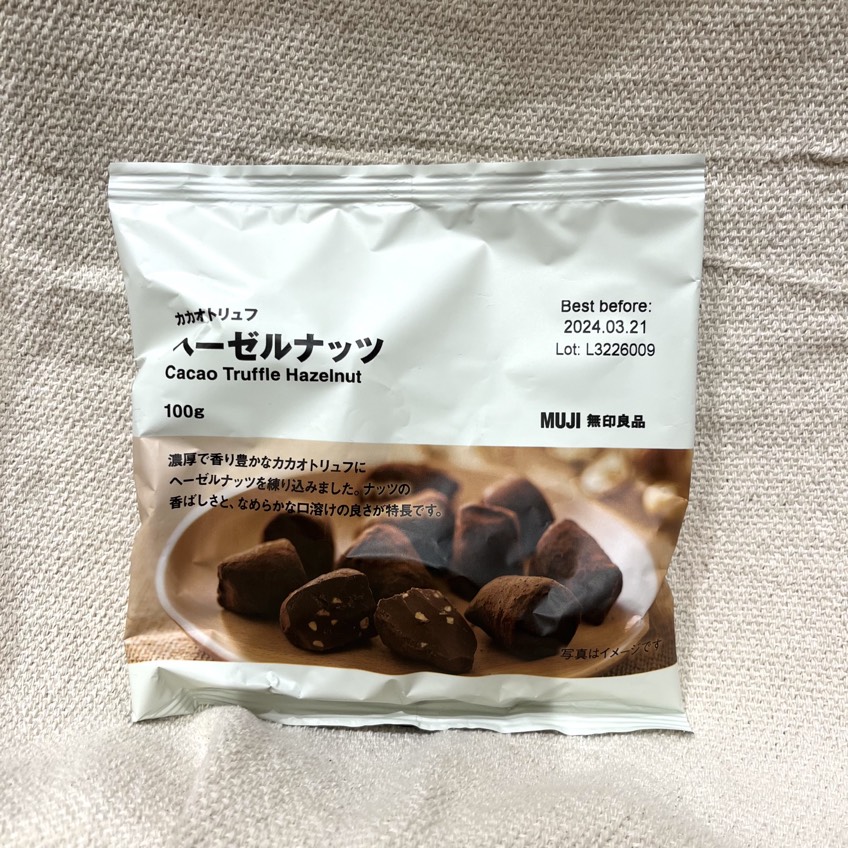 カカオトリュフ
ヘーゼルナッツ
Cacao Truffle Hazelnut
100g
Best before:
2024.03.21
Lot: L3226009
MUJI 無印良品
濃厚で香り豊かなカカオトリュフに
ヘーゼルナッツを練り込みました。ナッツの
香ばしさと、なめらかな口溶けの良さが特長です。
写真はイメージです